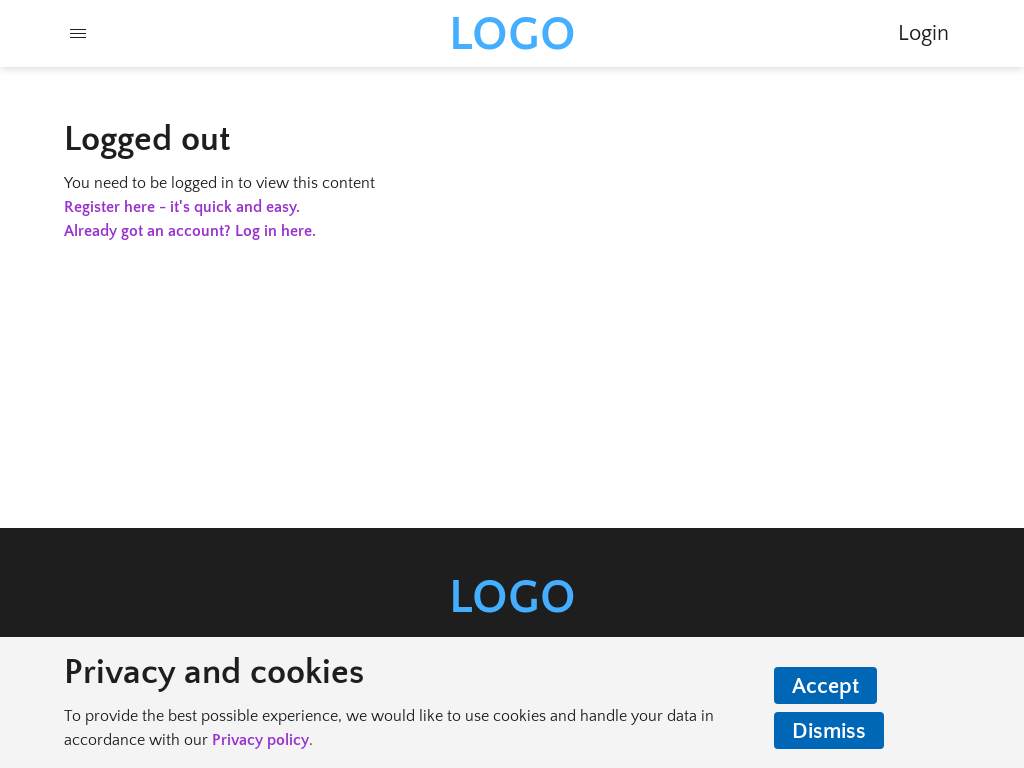 LOGO
Login
Logged out
You need to be logged in to view this content
Register here - it's quick and easy.
Already got an account? Log in here.
LOGO
Privacy and cookies
To provide the best possible experience, we would like to use cookies and handle your data in
accordance with our Privacy policy.
Accept
Dismiss